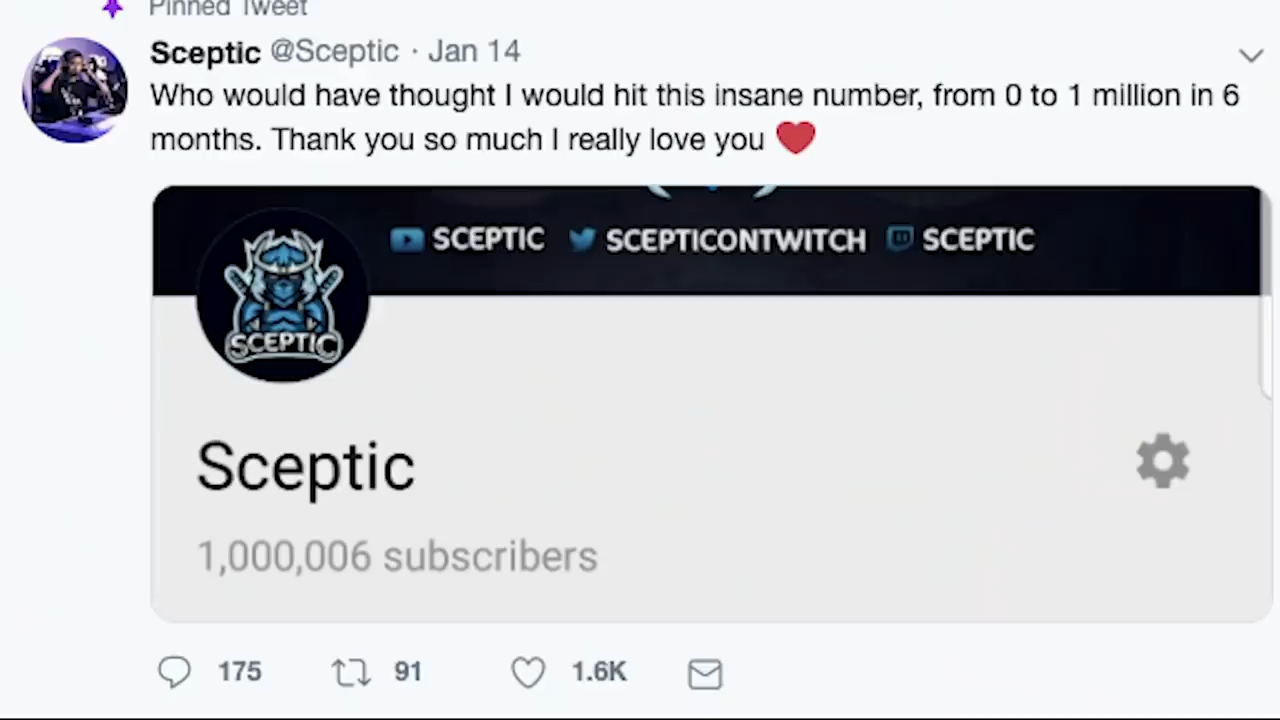 Pinned Tweet
Sceptic @Sceptic · Jan 14
Who would have thought I would hit this insane number, from 0 to 1 million in 6
months. Thank you so much I really love you ❤️
SCEPTIC SCEPTICONTWITCH SCEPTIC
SCEPTIC
Sceptic
1,000,006 subscribers
175 91 1.6K